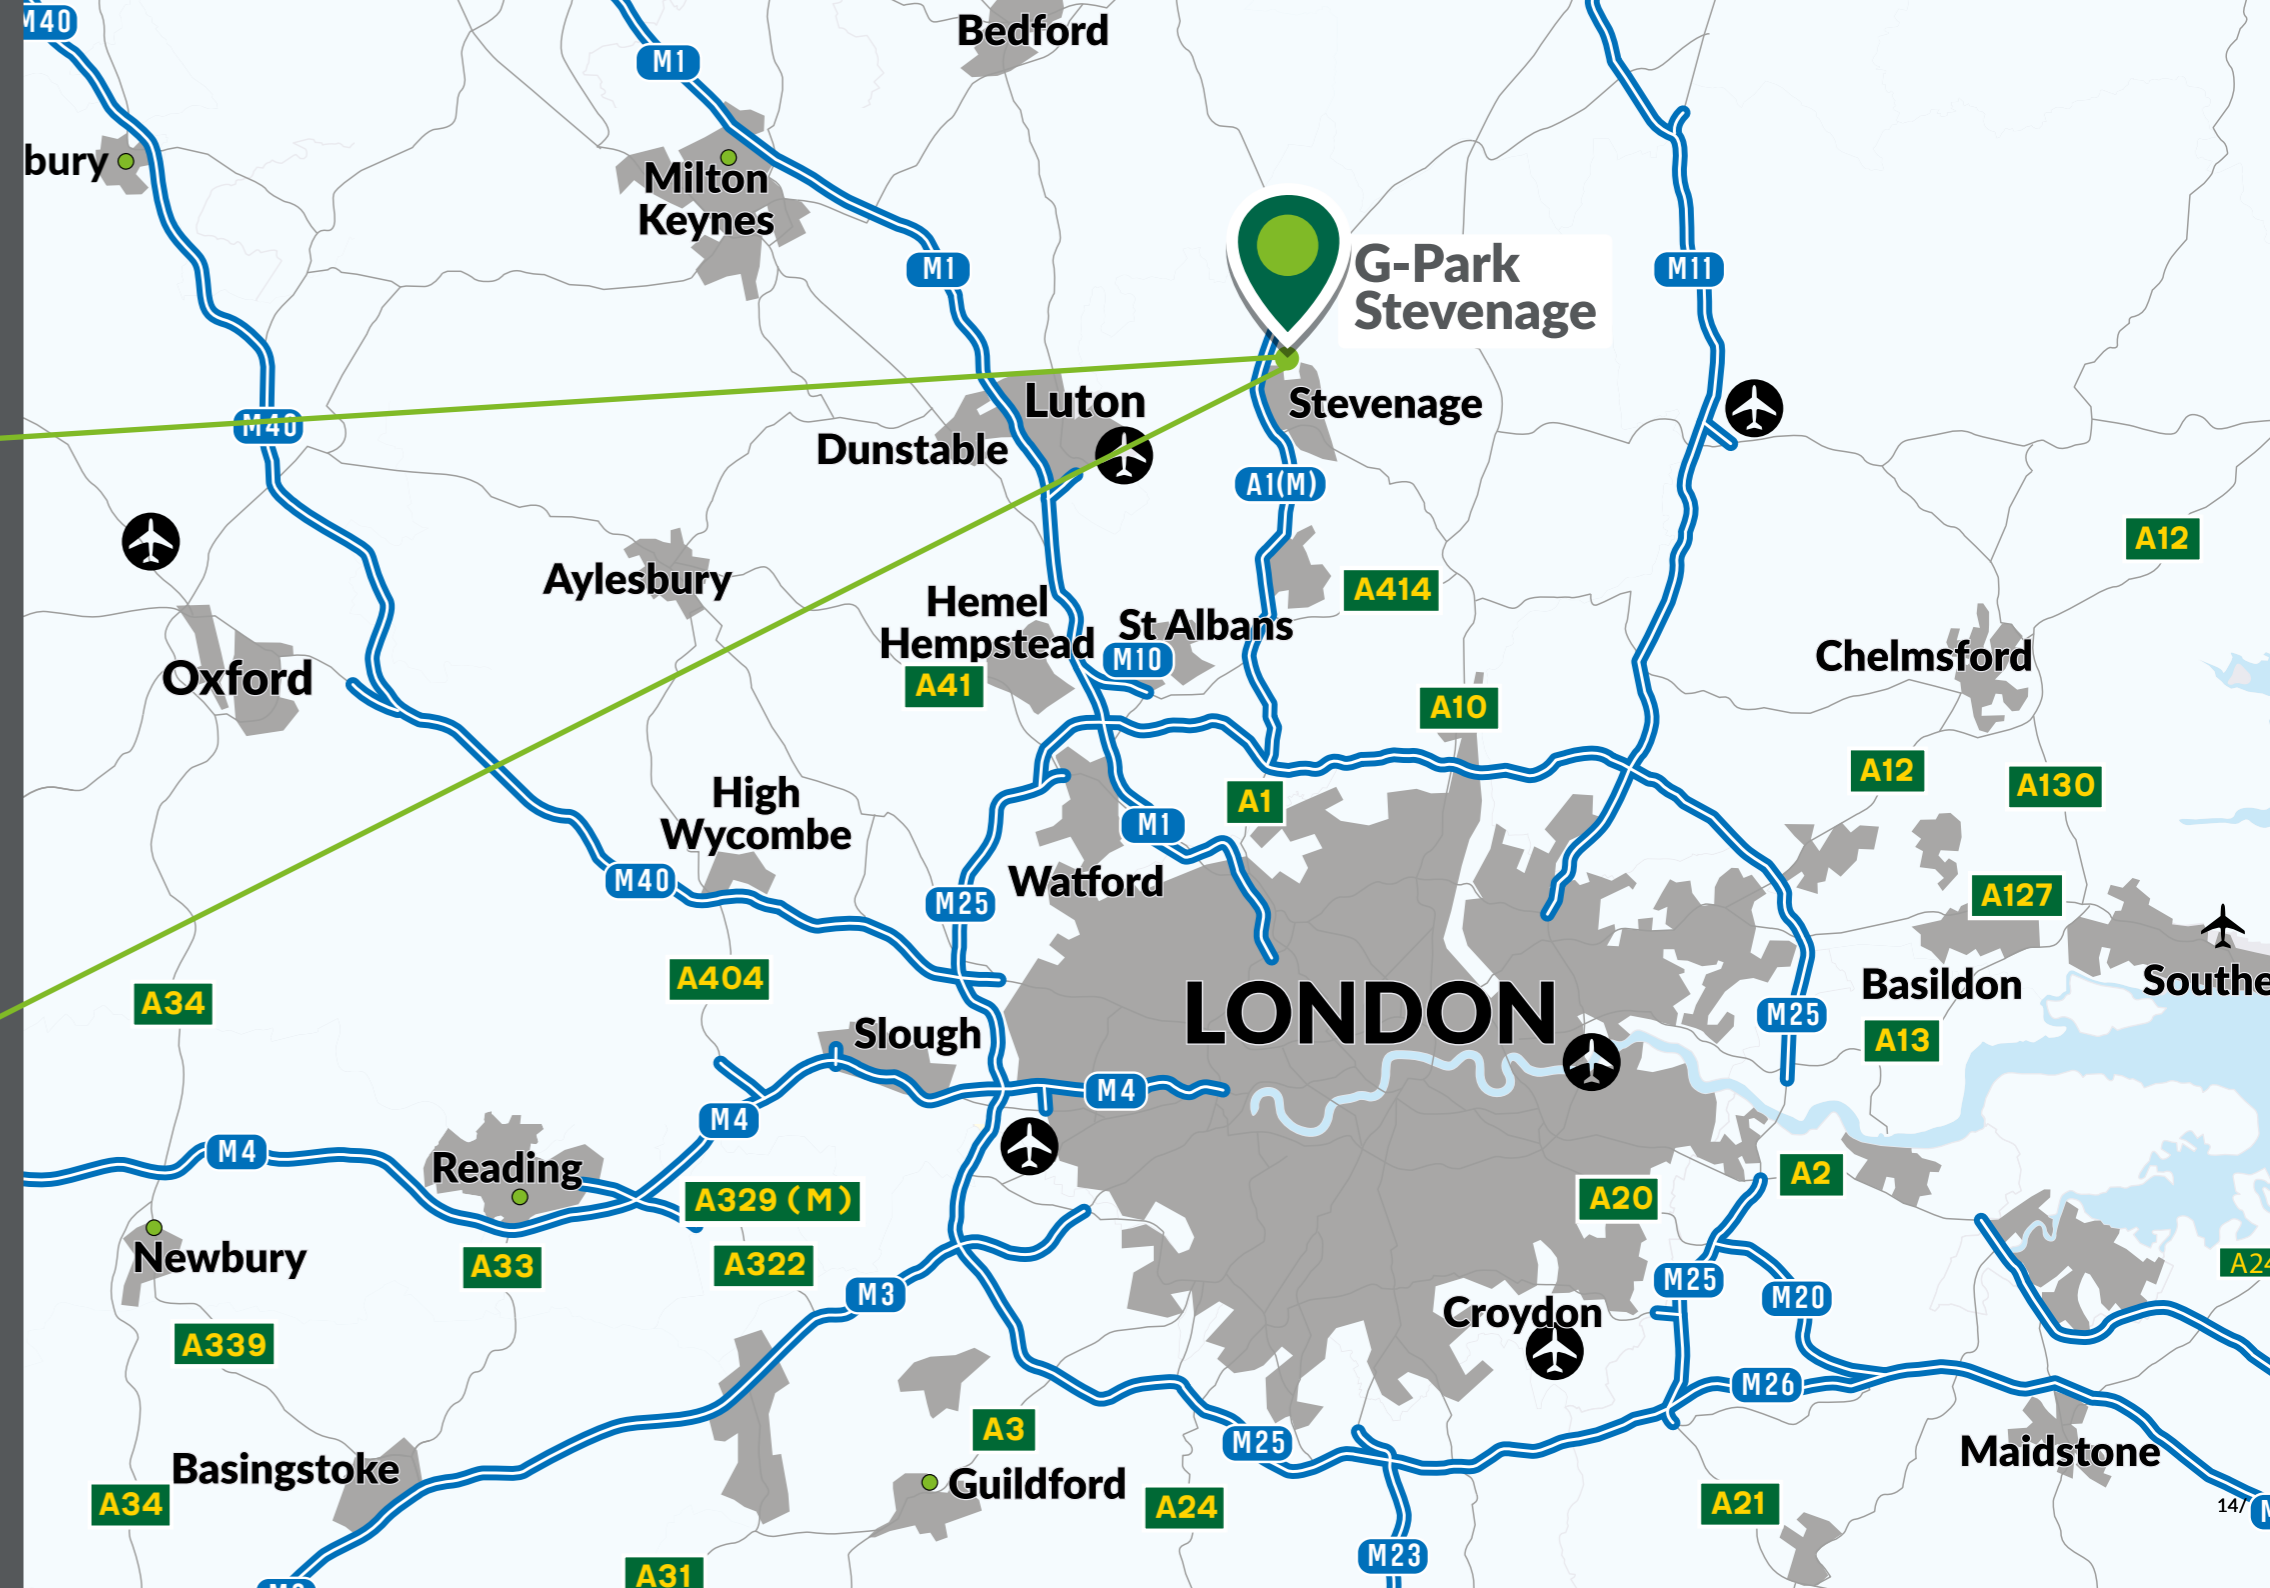 M40
Bedford
M1
bury
Milton
Keynes
M1
G-Park
Stevenage
M11
Luton
Stevenage
M40
Dunstable
A1(M)
A12
Aylesbury
A414
Hemel
Hempstead
St Albans
M10
Chelmsford
Oxford
A41
A10
A12
A130
High
Wycombe
A1
M1
M40
Watford
M25
A127
A404
A34
LONDON
Basildon
Southe
M25
Slough
A13
M4
M4
M4
Reading
A2
A329 (M)
A20
Newbury
A33
A322
A24
M25
M3
M20
Croydon
A339
M26
A3
M25
Maidstone
Basingstoke
Guildford
A34
A24
A21
14/
M
M23
A31